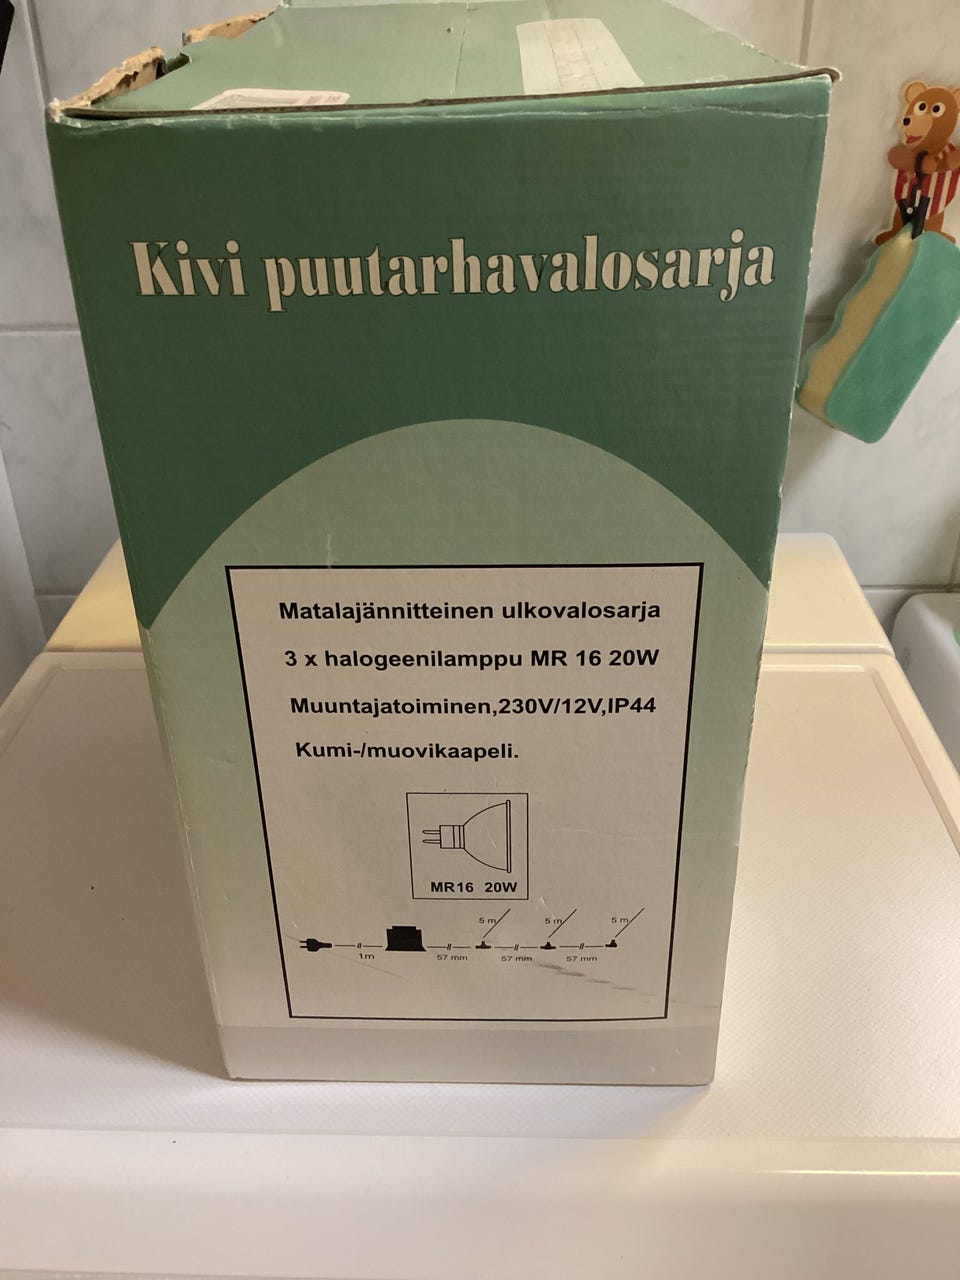 Kivi puutarhavalosarja
Matalajännitteinen ulkovalosarja
3 x halogeenilamppu MR 16 20W
Muuntajatoiminen,230V/12V,IP44
Kumi-/muovikaapeli.
MR16 20W
5 m 5 m 5 m
1m 57 mm 57 mm 57 mm